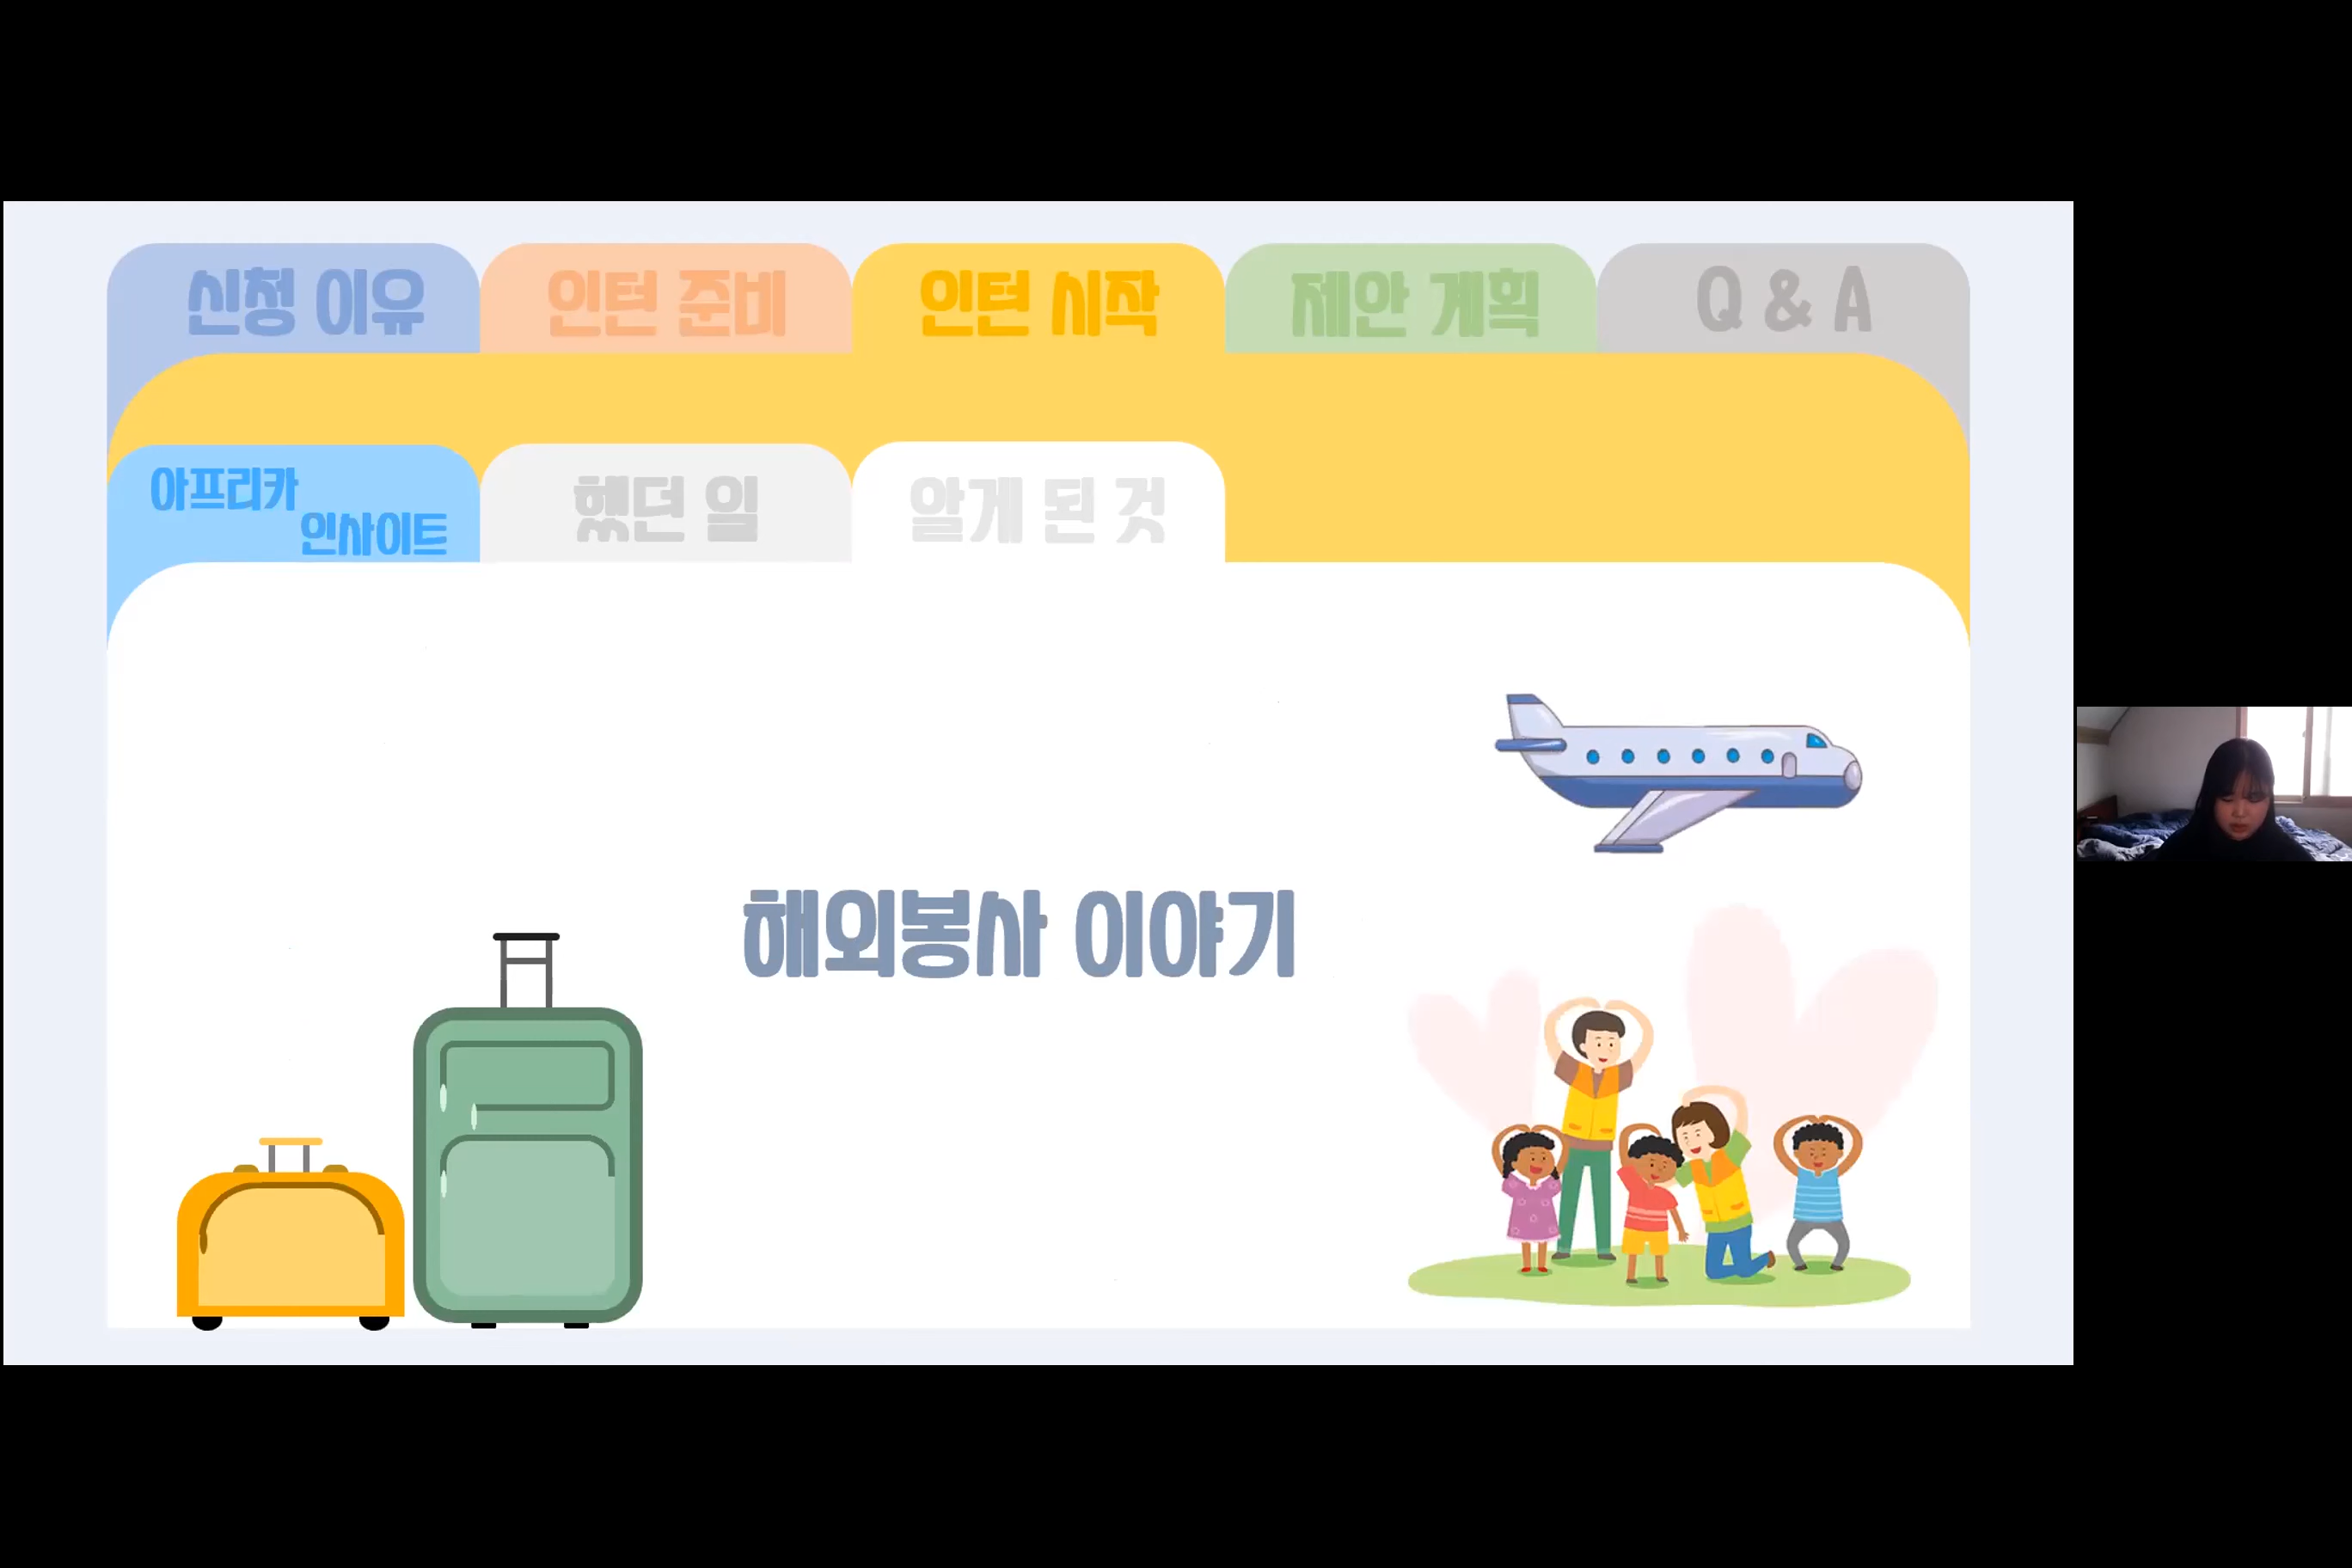 신청 이유
인턴 준비
인턴 시작
제안 계획
Q & A
아프리카
인사이트
했던 일
알게 된 것
해외봉사 이야기